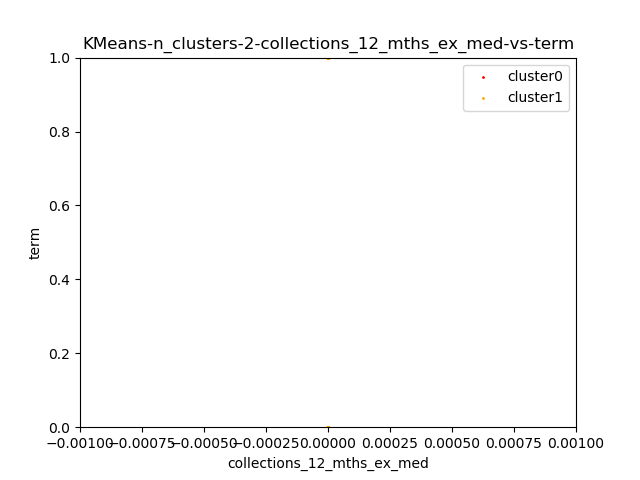 KMeans-n_clusters-2-collections_12_mths_ex_med-vs-term
cluster0
cluster1
1.0
0.8
0.6
0.4
0.2
0.0
term
−0.00100 −0.00075 −0.00050 −0.00025 0.00000 0.00025 0.00050 0.00075 0.00100
collections_12_mths_ex_med